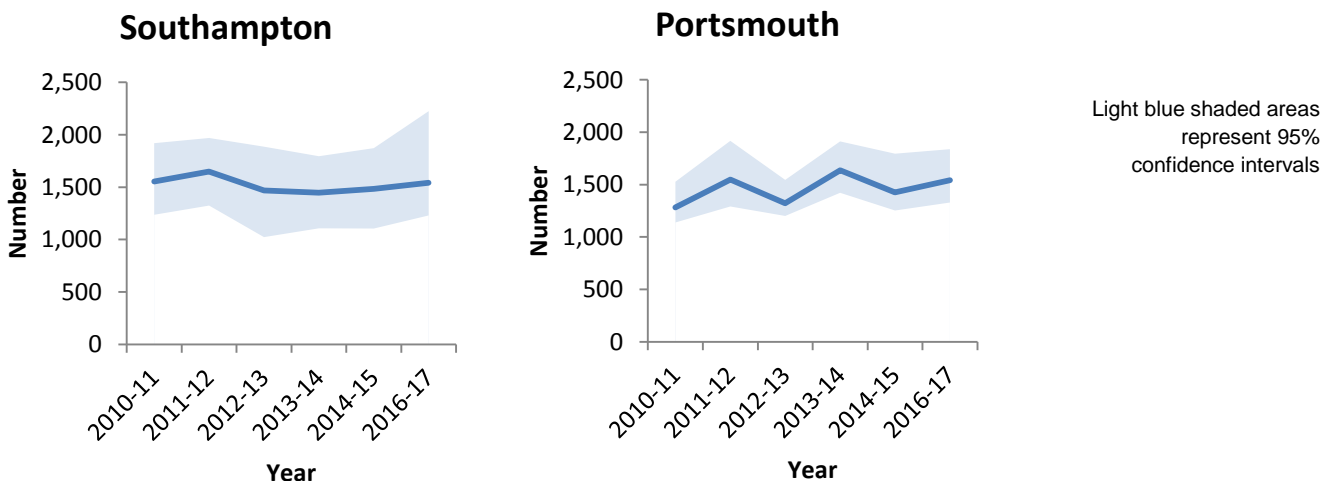 Southampton
2,500
2,000
1,500
1,000
500
0
Number
2010-11
2011-12
2012-13
2013-14
2014-15
2016-17
Year
Portsmouth
2,500
2,000
1,500
1,000
500
0
Number
2010-11
2011-12
2012-13
2013-14
2014-15
2016-17
Year
Light blue shaded areas
represent 95%
confidence intervals